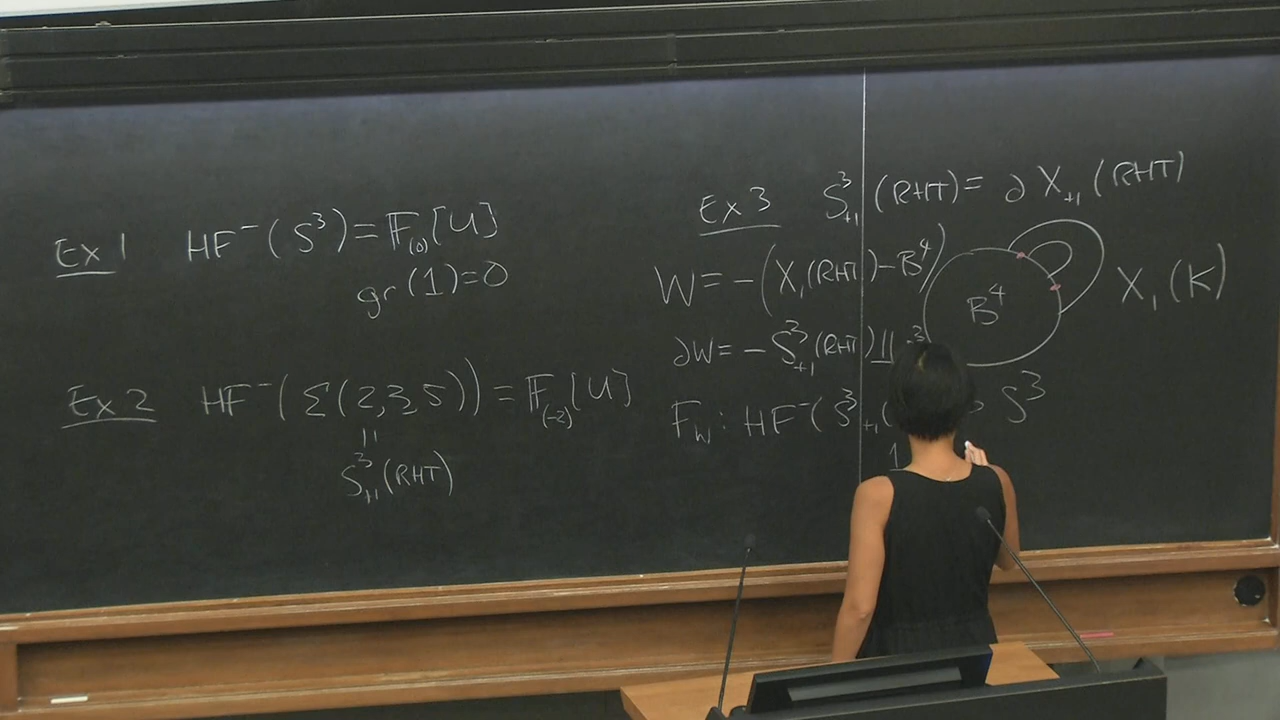 Ex 1 HF⁻(S³) = F₍₀₎[U]
gr(1)=0
Ex 2 HF⁻(Σ(2,3,5)) = F₍₋₂₎[U]
||
S³₊₁(RHT)
Ex 3 S³₊₁(RHT) = ∂X₊₁(RHT)
W = -(X₁(RHT) - B⁴)
∂W = -S³₊₁(RHT) ∐ ³
F_W : HF⁻(S³₊₁(
1
B⁴
X₁(K)
S³